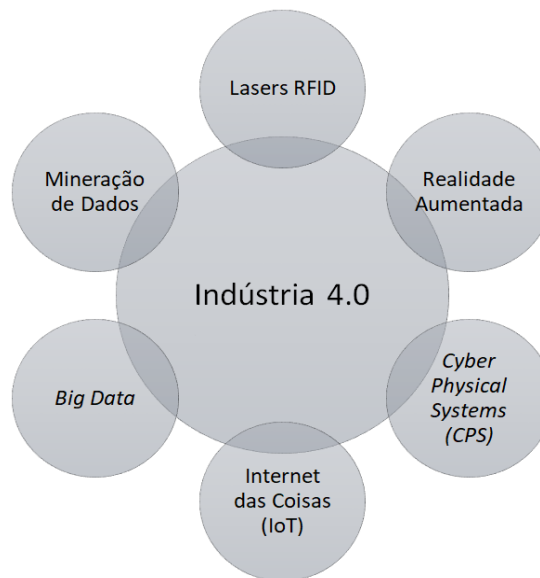 Lasers RFID
Mineração
de Dados
Realidade
Aumentada
Indústria 4.0
Big Data
Cyber
Physical
Systems
(CPS)
Internet
das Coisas
(IoT)